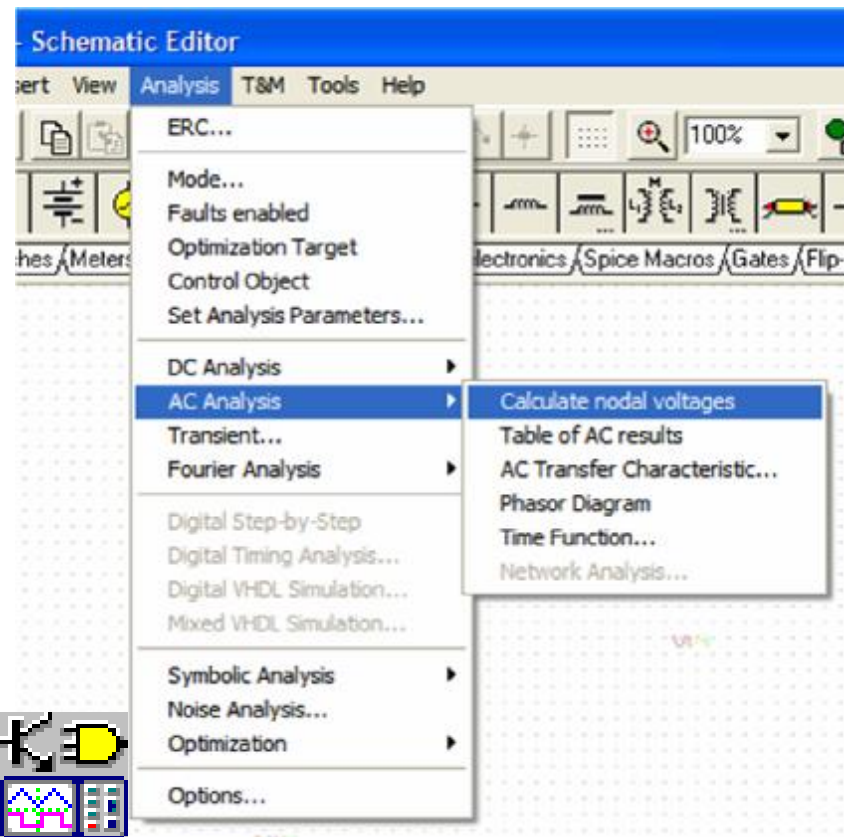 - Schematic Editor
sert View Analysis T&M Tools Help
100%
hes Meters lectronics Spice Macros Gates Flip-
ERC...
Mode...
Faults enabled
Optimization Target
Control Object
Set Analysis Parameters...
DC Analysis
AC Analysis
Transient...
Fourier Analysis
Digital Step-by-Step
Digital Timing Analysis...
Digital VHDL Simulation...
Mixed VHDL Simulation...
Symbolic Analysis
Noise Analysis...
Optimization
Options...
Calculate nodal voltages
Table of AC results
AC Transfer Characteristic...
Phasor Diagram
Time Function...
Network Analysis...